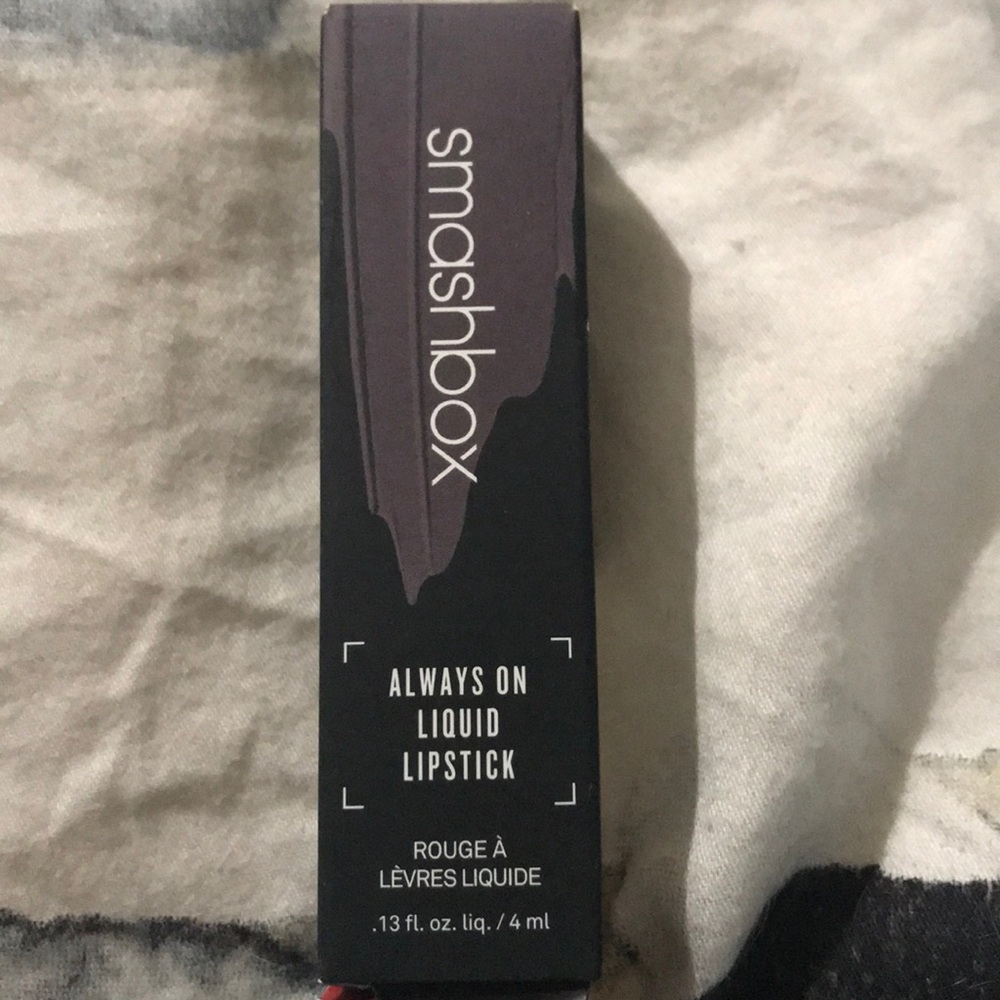 smashbox
ALWAYS ON
LIQUID
LIPSTICK
ROUGE À
LÈVRES LIQUIDE
.13 fl. oz. liq. / 4 ml